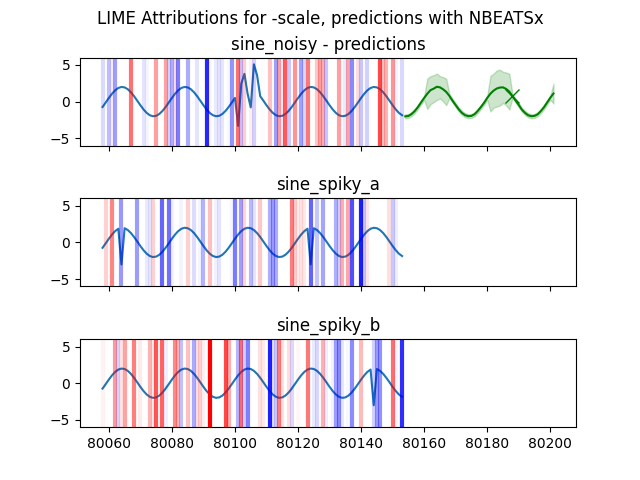 LIME Attributions for -scale, predictions with NBEATSx
sine_noisy - predictions
5
0
−5
sine_spiky_a
5
0
−5
sine_spiky_b
5
0
−5
80060 80080 80100 80120 80140 80160 80180 80200